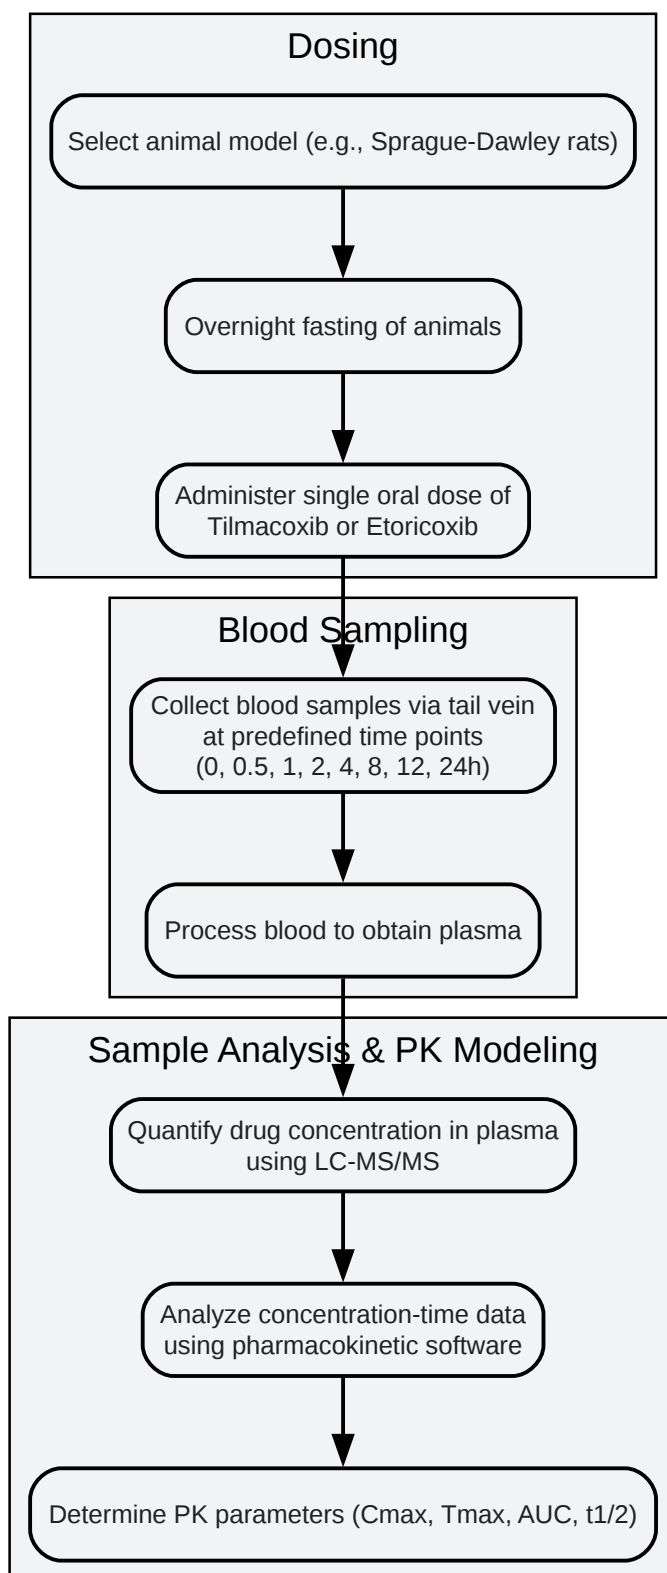 Dosing
Select animal model (e.g., Sprague-Dawley rats)
Overnight fasting of animals
Administer single oral dose of
Tilmacoxib or Etoricoxib
Blood Sampling
Collect blood samples via tail vein
at predefined time points
(0, 0.5, 1, 2, 4, 8, 12, 24h)
Process blood to obtain plasma
Sample Analysis & PK Modeling
Quantify drug concentration in plasma
using LC-MS/MS
Analyze concentration-time data
using pharmacokinetic software
Determine PK parameters (Cmax, Tmax, AUC, t1/2)